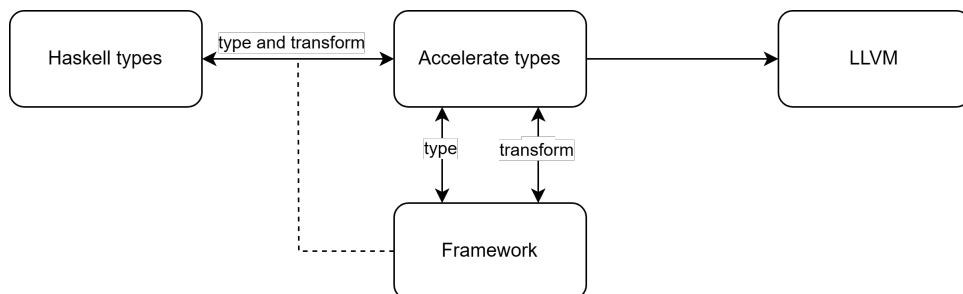 type and transform
Haskell types
Accelerate types
LLVM
type
transform
Framework